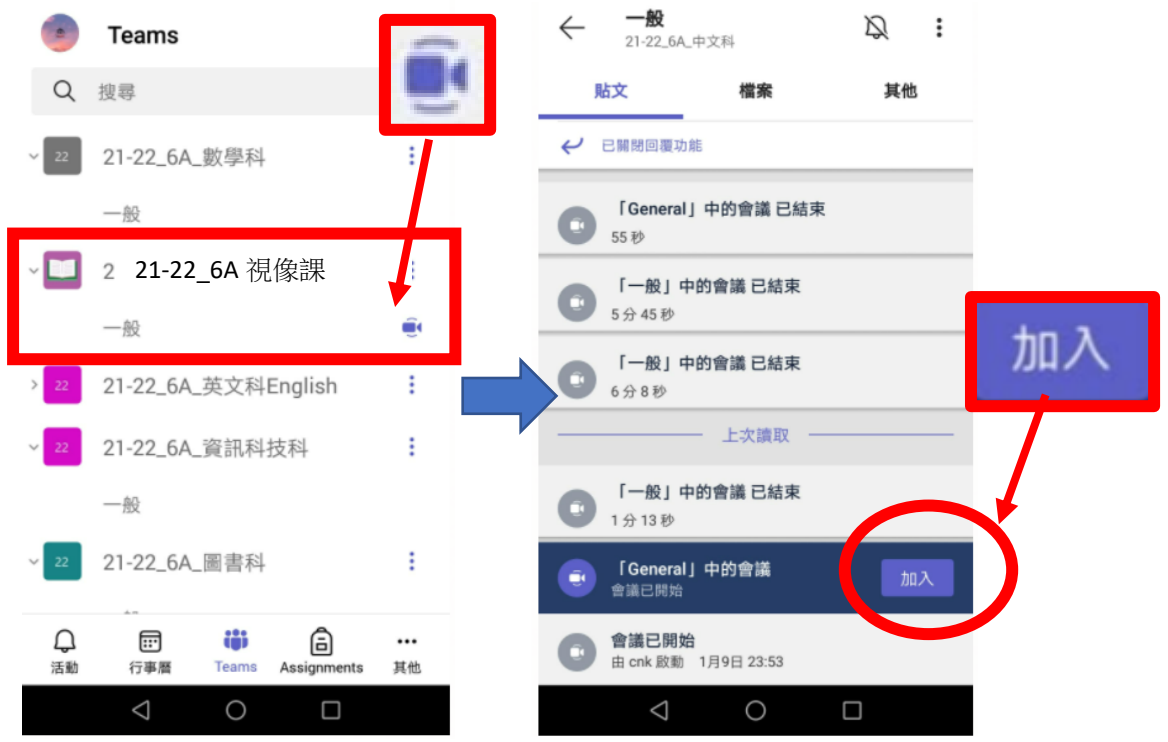 Teams
搜尋
22
21-22_6A_數學科
一般
2 21-22_6A 視像課
一般
22
21-22_6A_英文科English
22
21-22_6A_資訊科技科
一般
22
21-22_6A_圖書科
活動
行事曆
Teams
Assignments
其他
一般
21-22_6A_中文科
貼文
檔案
其他
已關閉回覆功能
「General」中的會議 已結束
55 秒
「一般」中的會議 已結束
5 分 45 秒
「一般」中的會議 已結束
6 分 8 秒
上次讀取
「一般」中的會議 已結束
1 分 13 秒
「General」中的會議
會議已開始
加入
會議已開始
由 cnk 啟動 1月9日 23:53
加入